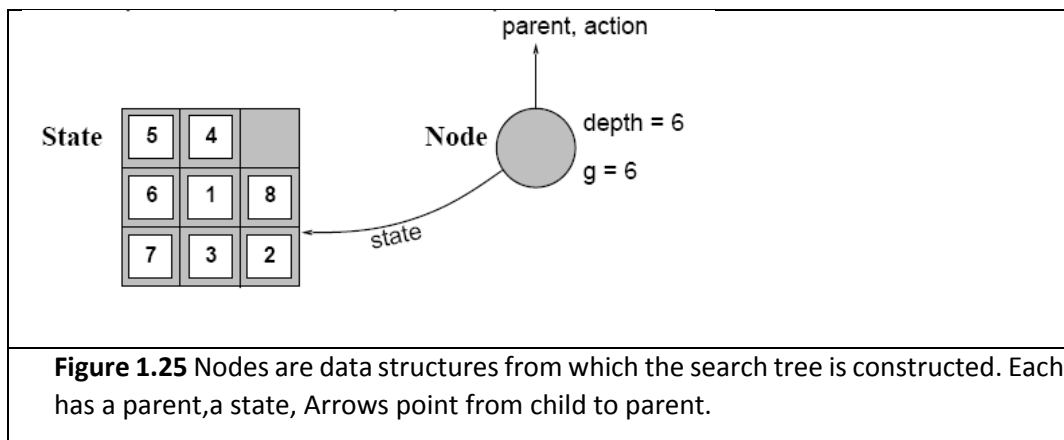 parent, action
State
5 4
Node
depth = 6
g = 6
6 1 8
state
7 3 2
Figure 1.25 Nodes are data structures from which the search tree is constructed. Each
has a parent,a state, Arrows point from child to parent.